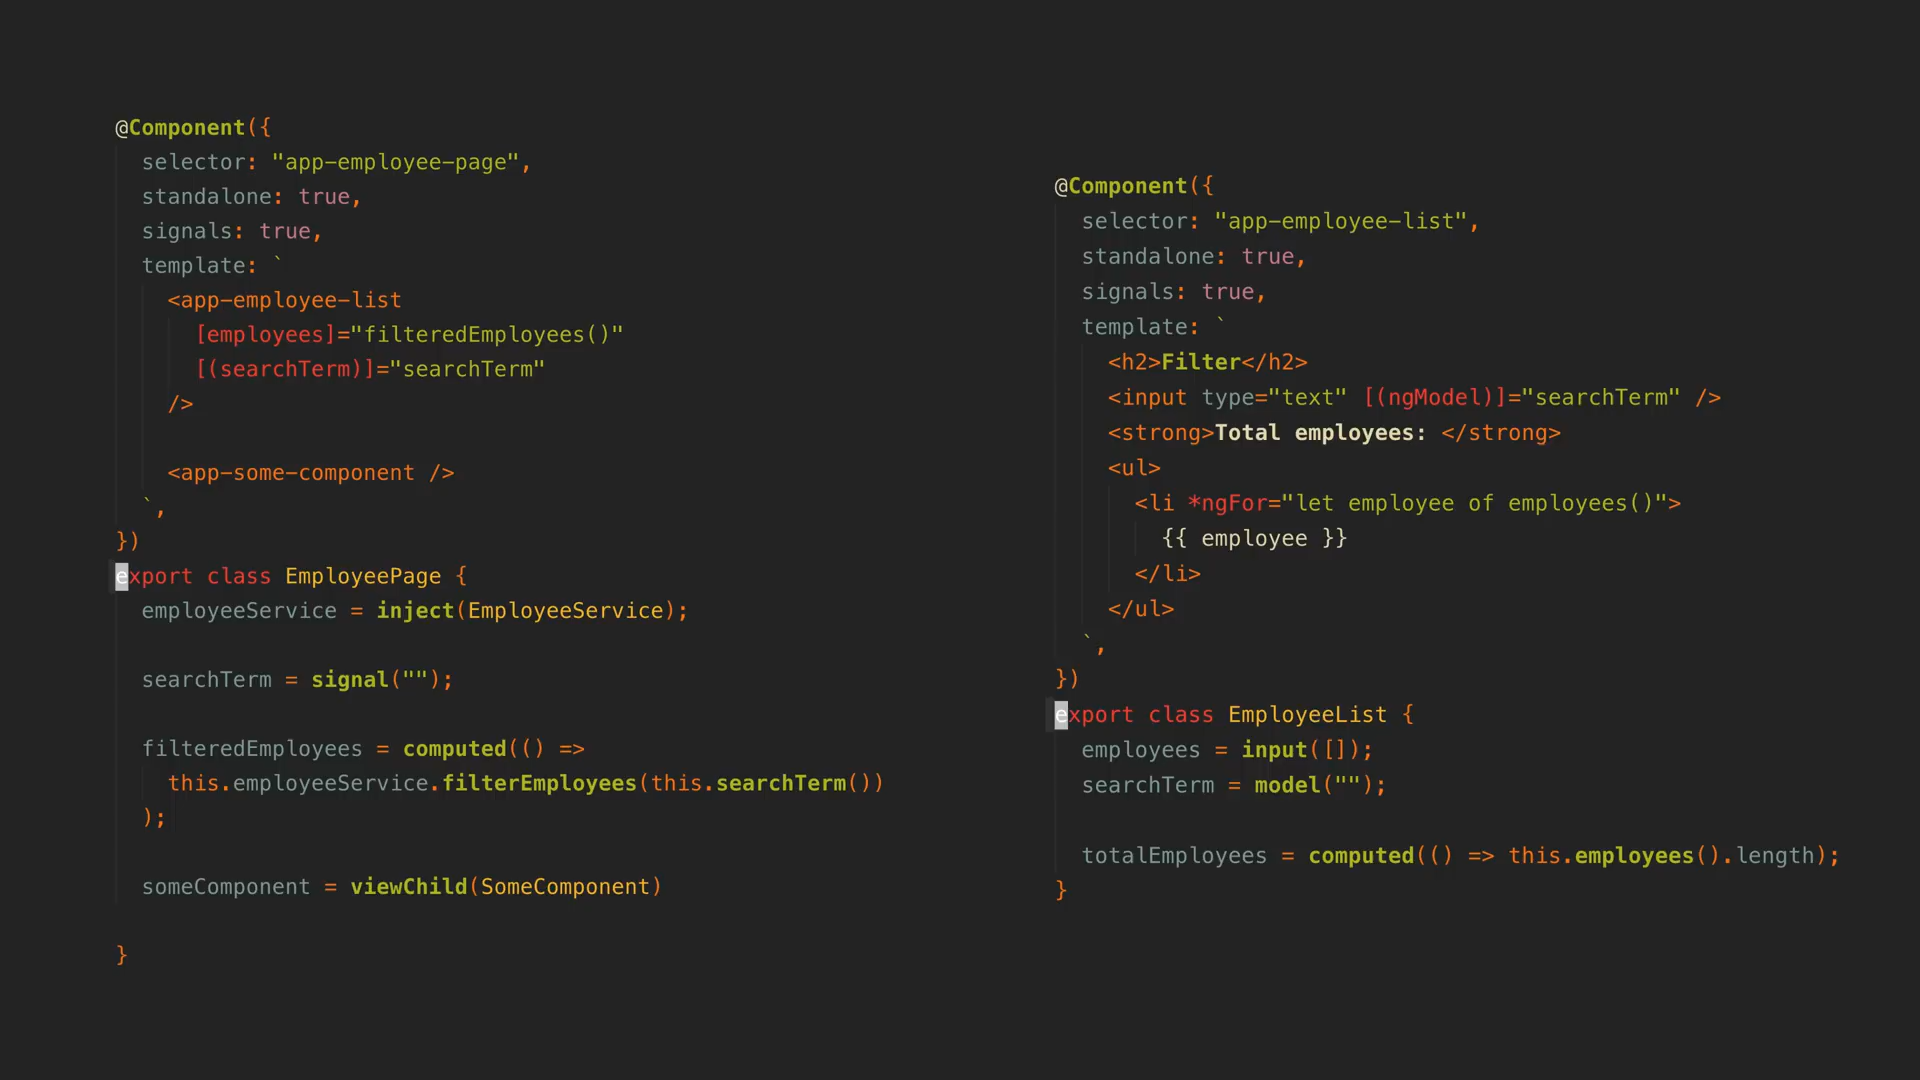 @Component({
  selector: "app-employee-page",
  standalone: true,
  signals: true,
  template: `
    <app-employee-list
      [employees]="filteredEmployees()"
      [(searchTerm)]="searchTerm"
    />

    <app-some-component />
  `,
})
export class EmployeePage {
  employeeService = inject(EmployeeService);

  searchTerm = signal("");

  filteredEmployees = computed(() =>
    this.employeeService.filterEmployees(this.searchTerm())
  );

  someComponent = viewChild(SomeComponent)

}
@Component({
  selector: "app-employee-list",
  standalone: true,
  signals: true,
  template: `
    <h2>Filter</h2>
    <input type="text" [(ngModel)]="searchTerm" />
    <strong>Total employees: </strong>
    <ul>
      <li *ngFor="let employee of employees()">
        {{ employee }}
      </li>
    </ul>
  `,
})
export class EmployeeList {
  employees = input([]);
  searchTerm = model("");

  totalEmployees = computed(() => this.employees().length);
}